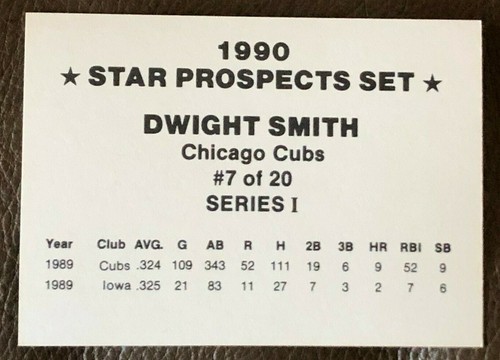 1990
★ STAR PROSPECTS SET ★
DWIGHT SMITH
Chicago Cubs
#7 of 20
SERIES I
Year Club AVG. G AB R H 2B 3B HR RBI SB
1989 Cubs .324 109 343 52 111 19 6 9 52 9
1989 Iowa .325 21 83 11 27 7 3 2 7 6